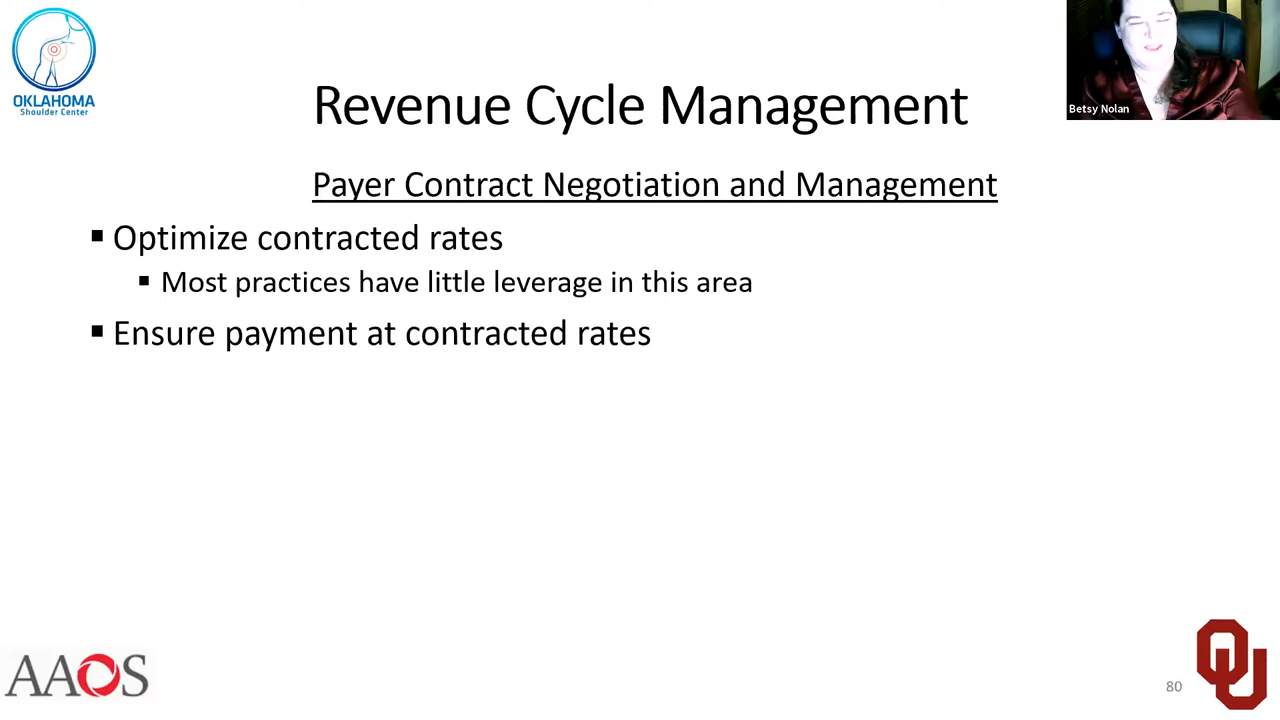 OKLAHOMA
Shoulder Center
Betsy Nolan
Revenue Cycle Management
Payer Contract Negotiation and Management
▪ Optimize contracted rates
▪ Most practices have little leverage in this area
▪ Ensure payment at contracted rates
AAOS
80
OU